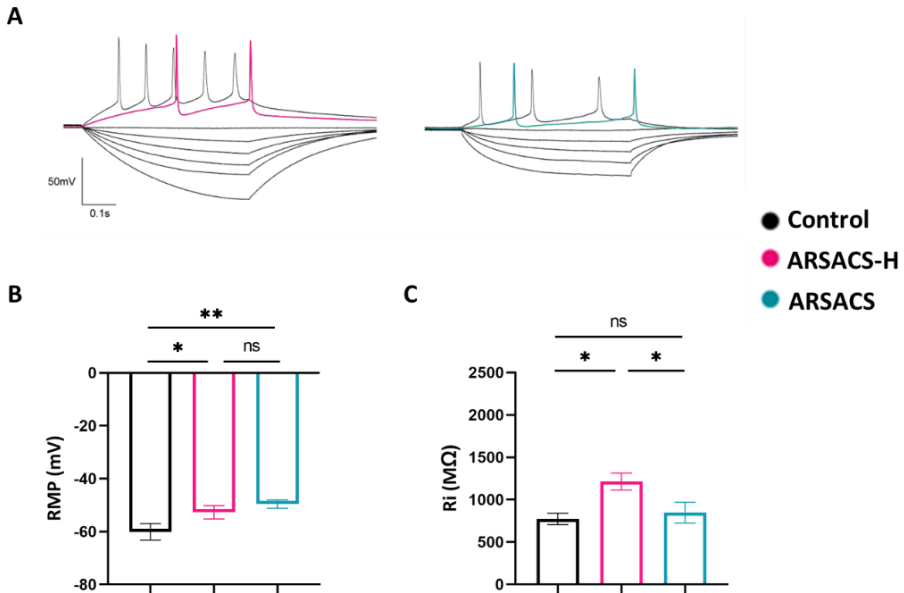 A
50mV
0.1s
Control
ARSACS-H
ARSACS
B
**
*
ns
0
-20
-40
-60
-80
RMP (mV)
C
ns
*
*
2500
2000
1500
1000
500
0
Ri (MΩ)